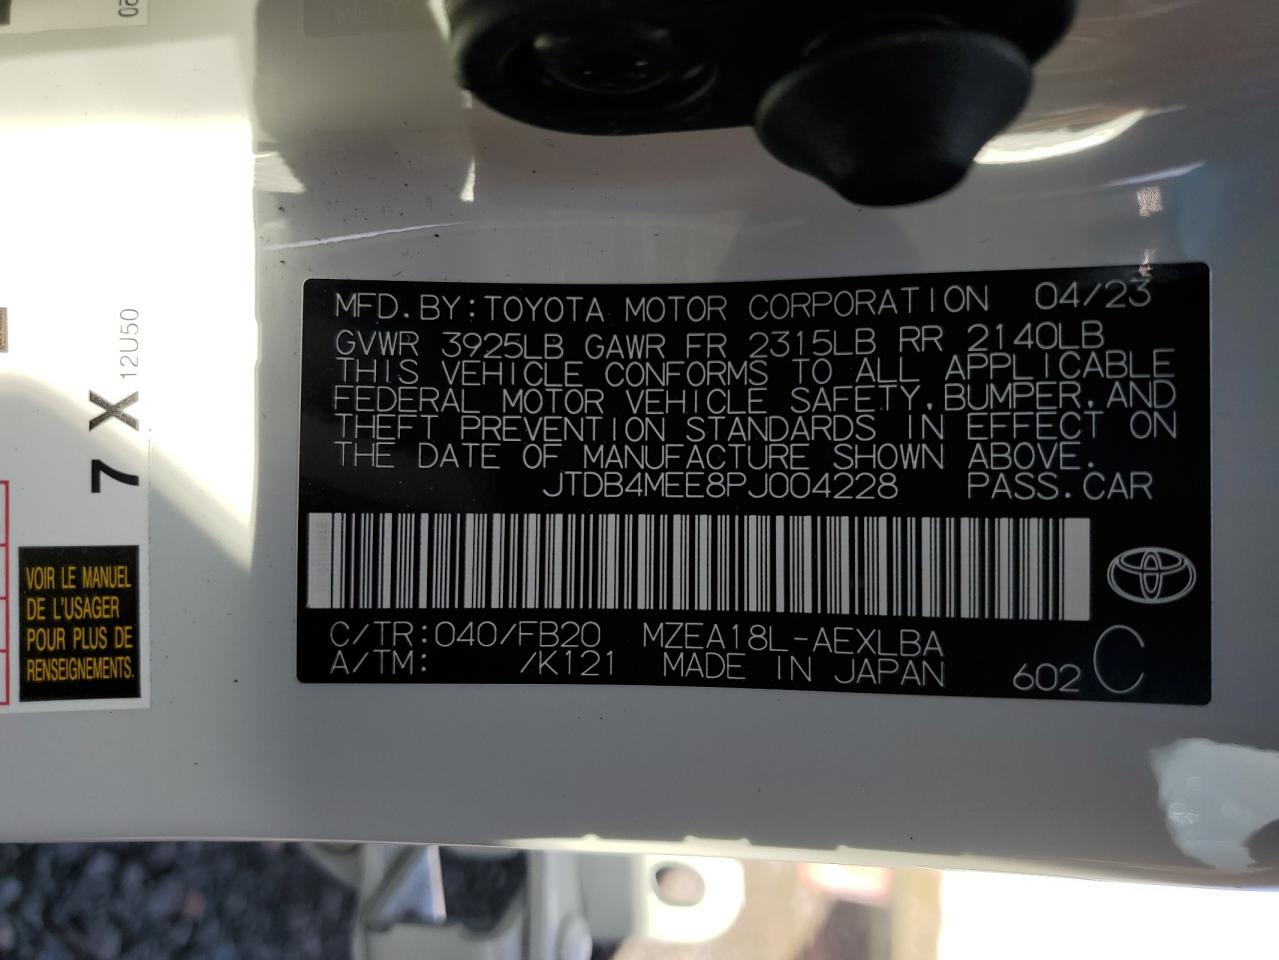 MFD. BY: TOYOTA MOTOR CORPORATION 04/23
GVWR 3925LB GAWR FR 2315LB RR 2140LB
THIS VEHICLE CONFORMS TO ALL APPLICABLE
FEDERAL MOTOR VEHICLE SAFETY, BUMPER, AND
THEFT PREVENTION STANDARDS IN EFFECT ON
THE DATE OF MANUFACTURE SHOWN ABOVE.
JTDB4MEE8PJ004228 PASS. CAR
C/TR: 040/FB20 MZEA18L-AEXLBA
A/TM: /K121 MADE IN JAPAN 602 C
7 X
12U50
VOIR LE MANUEL
DE L'USAGER
POUR PLUS DE
RENSEIGNEMENTS.